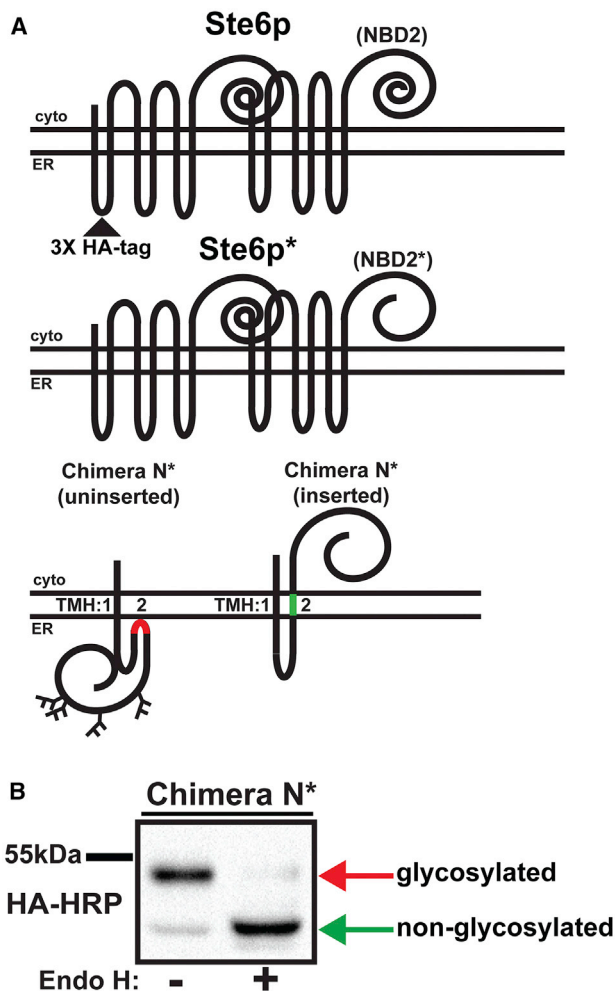 A
Ste6p
(NBD2)
cyto
ER
3X HA-tag
Ste6p*
(NBD2*)
cyto
ER
Chimera N*
(uninserted)
Chimera N*
(inserted)
cyto
TMH:1 2 TMH:1 2
ER
B
Chimera N*
55kDa
glycosylated
HA-HRP
non-glycosylated
Endo H: - +